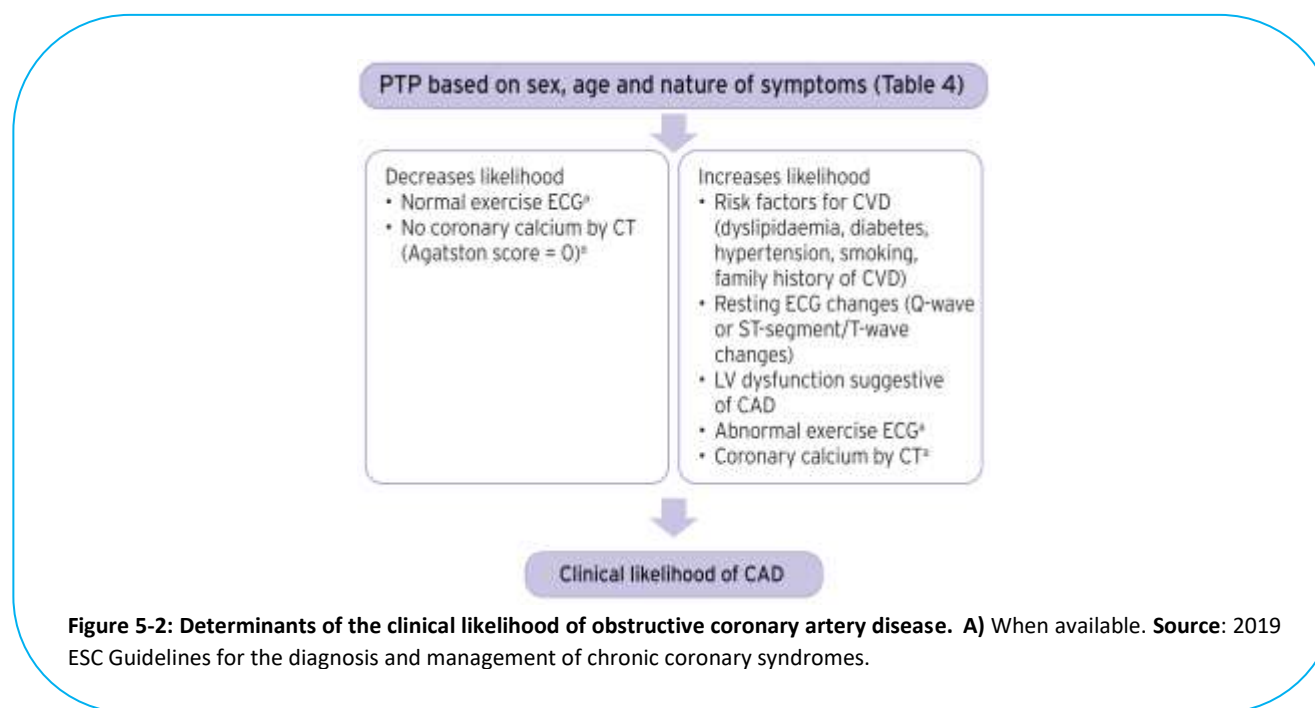 PTP based on sex, age and nature of symptoms (Table 4)
Decreases likelihood
• Normal exercise ECGᵃ
• No coronary calcium by CT
(Agatston score = 0)ᵃ
Increases likelihood
• Risk factors for CVD
(dyslipidaemia, diabetes,
hypertension, smoking,
family history of CVD)
• Resting ECG changes (Q-wave
or ST-segment/T-wave
changes)
• LV dysfunction suggestive
of CAD
• Abnormal exercise ECGᵃ
• Coronary calcium by CTᵃ
Clinical likelihood of CAD
Figure 5-2: Determinants of the clinical likelihood of obstructive coronary artery disease. A) When available. Source: 2019
ESC Guidelines for the diagnosis and management of chronic coronary syndromes.